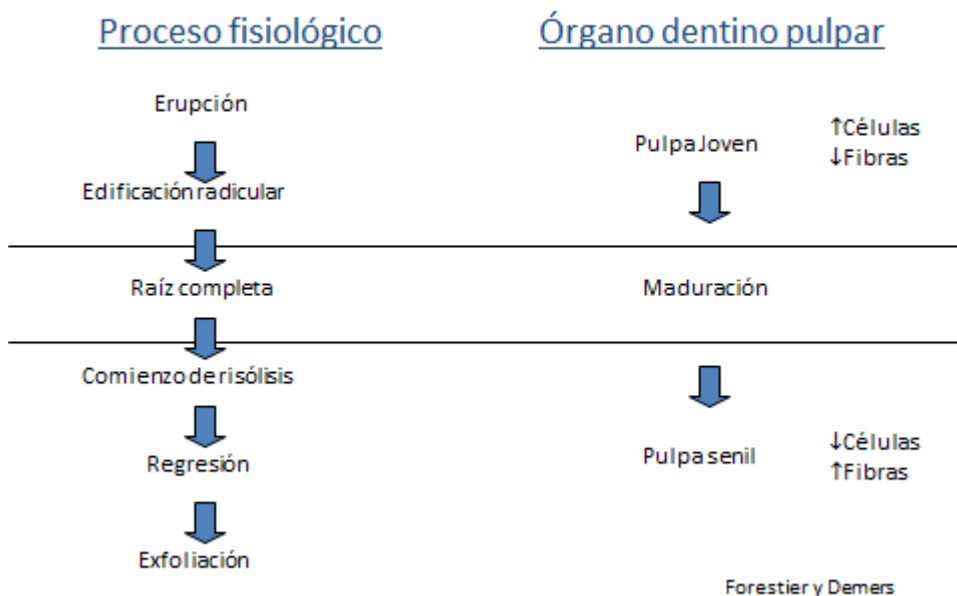 Proceso fisiológico
Erupción
Edificación radicular
Raíz completa
Comienzo de risólisis
Regresión
Exfoliación
Órgano dentino pulpar
Pulpa Joven
↑Células
↓Fibras
Maduración
Pulpa senil
↓Células
↑Fibras
Forestier y Demers